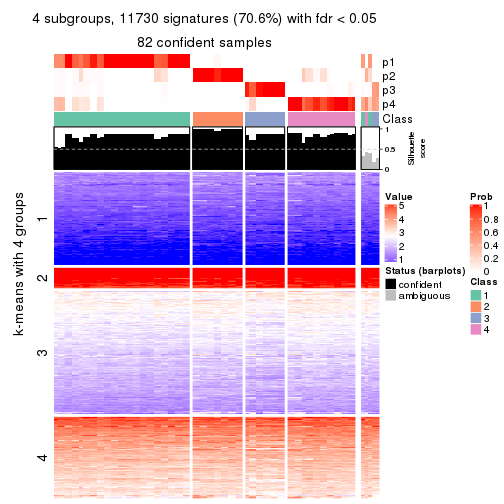 4 subgroups, 11730 signatures (70.6%) with fdr < 0.05
82 confident samples
p1
p2
p3
p4
Class
1
0.5
0
Silhouette
score
k-means with 4 groups
1
2
3
4
Value
5
4
3
2
1
Status (barplots)
confident
ambiguous
Prob
1
0.8
0.6
0.4
0.2
0
Class
1
2
3
4